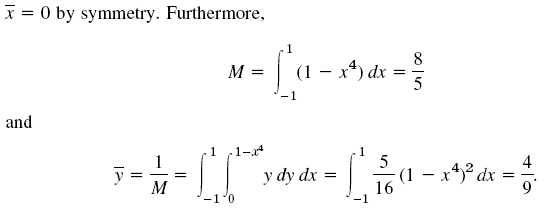 x̄ = 0 by symmetry. Furthermore,
M = ∫_{-1}^{1} (1 − x⁴) dx = 8/5
and
ȳ = 1/M = ∫_{-1}^{1} ∫_{0}^{1−x⁴} y dy dx = ∫_{-1}^{1} 5/16 (1 − x⁴)² dx = 4/9.